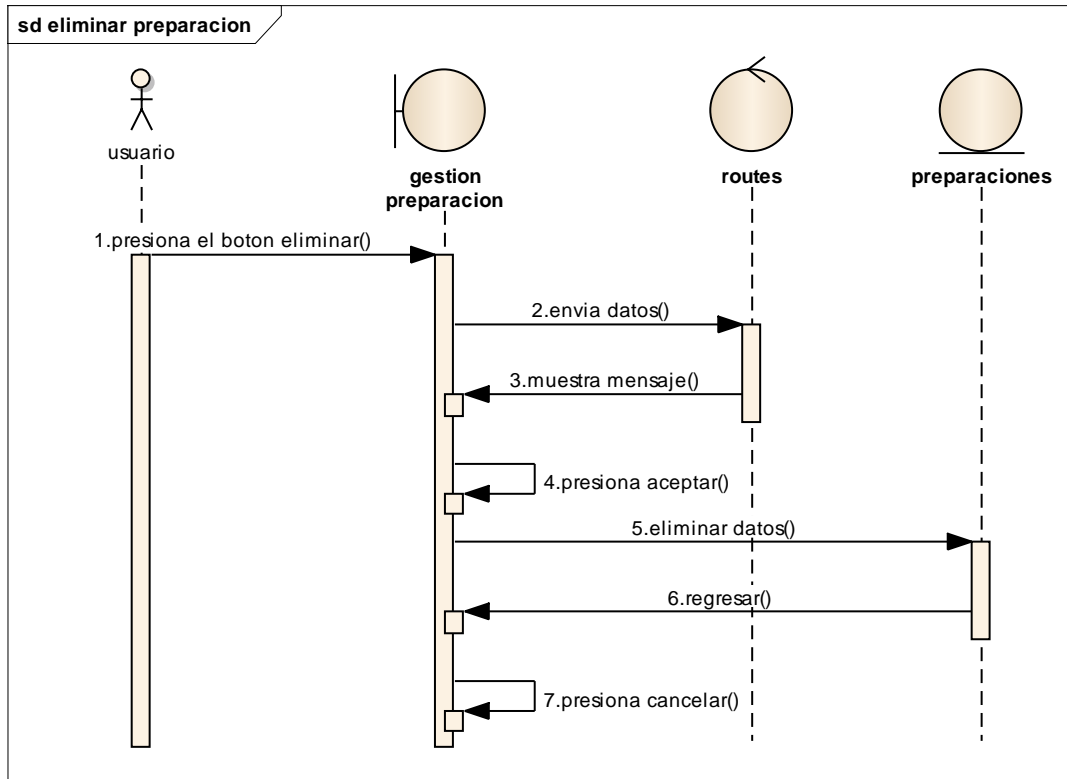 sd eliminar preparacion
usuario
gestion
preparacion
routes
preparaciones
1.presiona el boton eliminar()
2.envia datos()
3.muestra mensaje()
4.presiona aceptar()
5.eliminar datos()
6.regresar()
7.presiona cancelar()